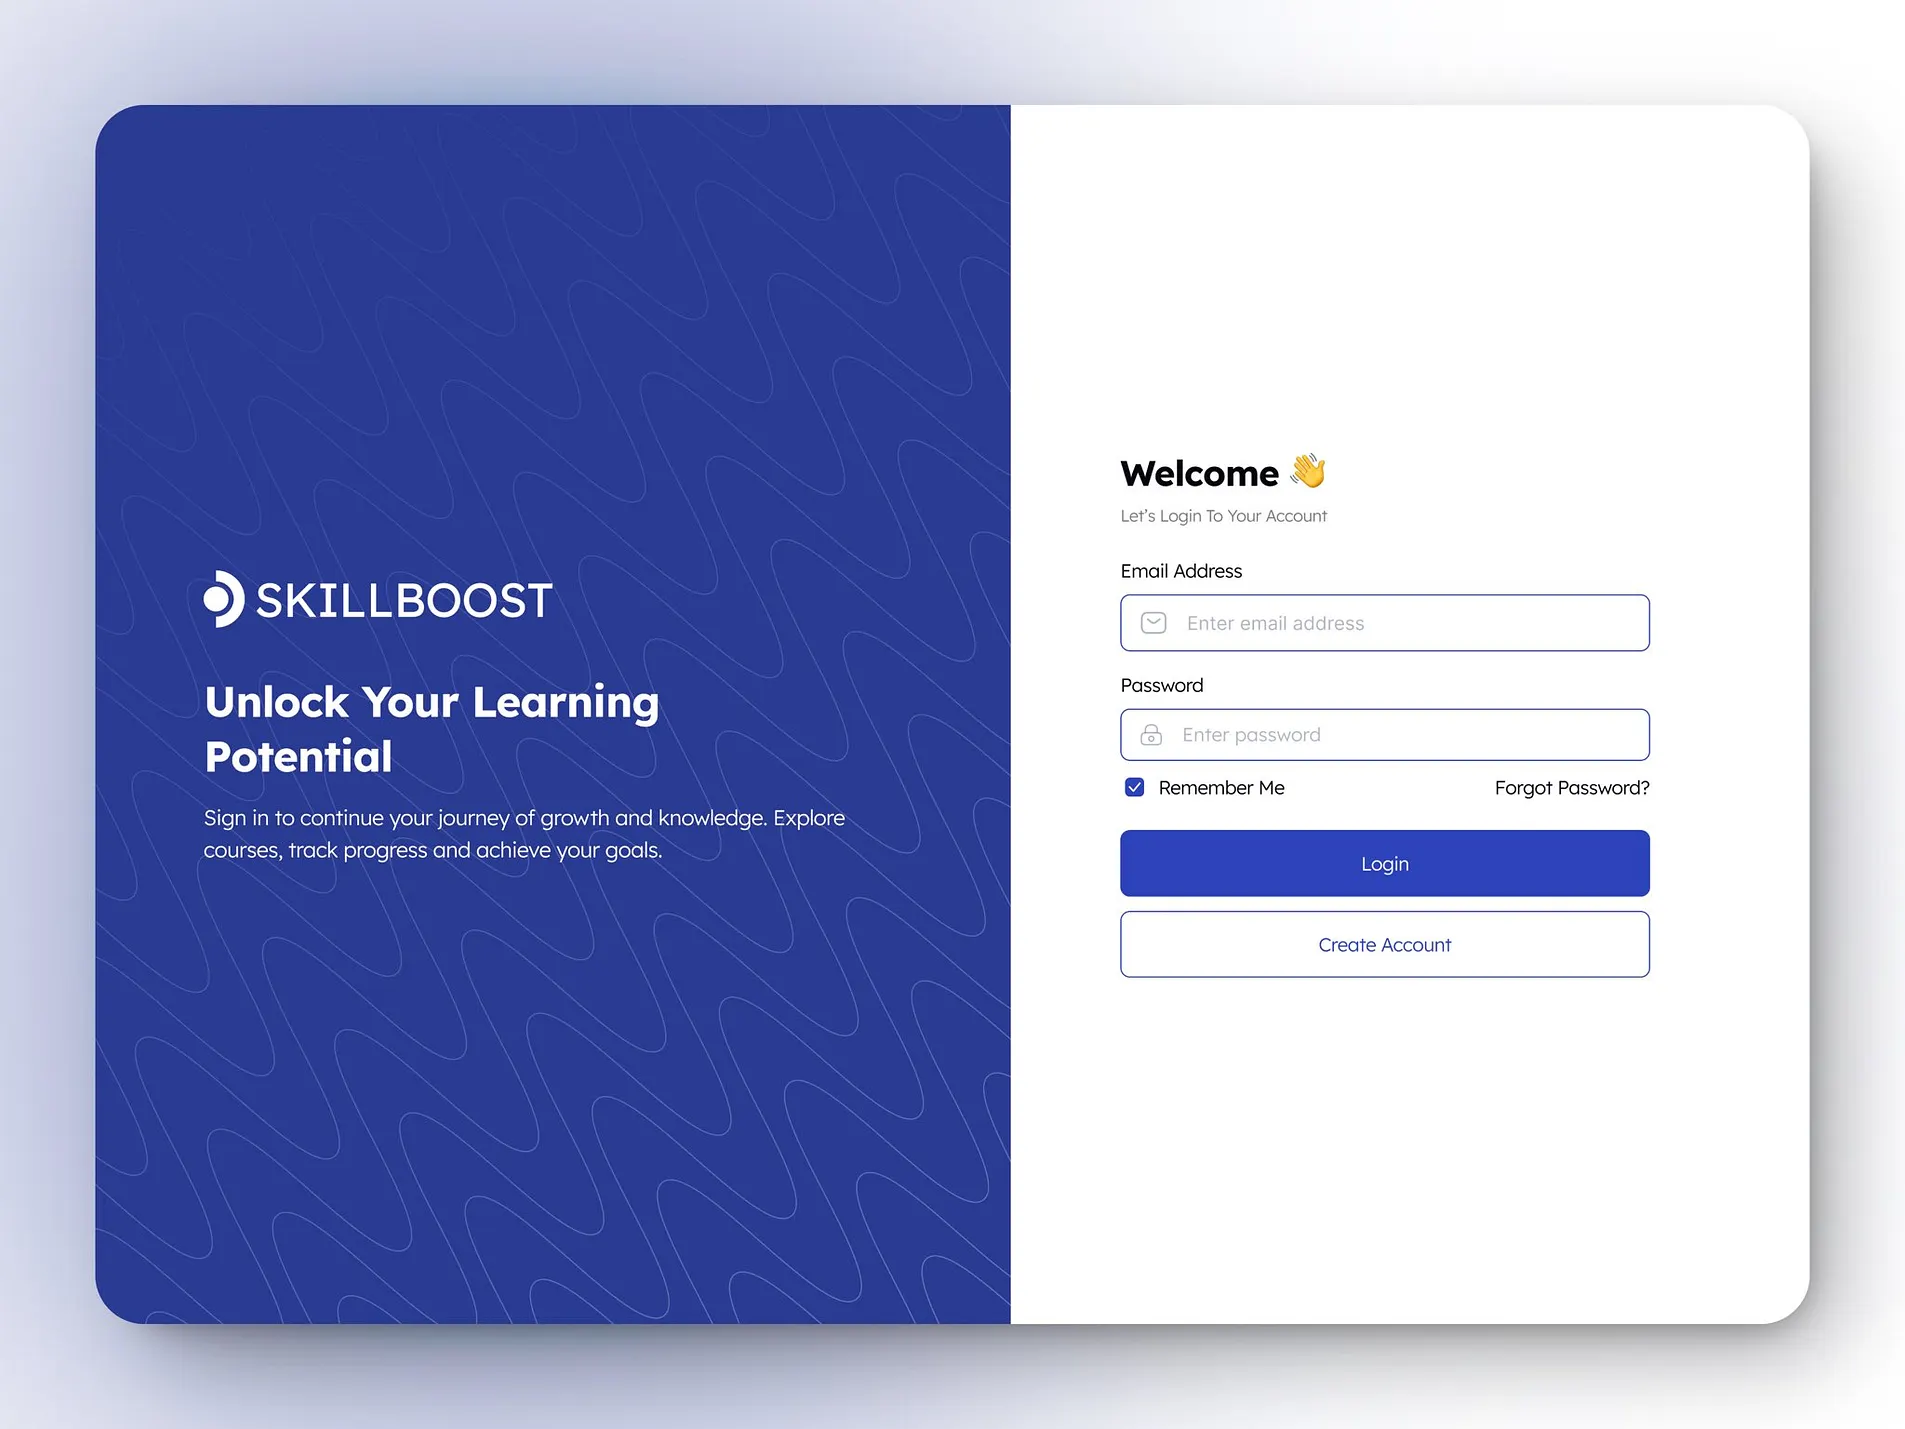 SKILLBOOST
Unlock Your Learning
Potential
Sign in to continue your journey of growth and knowledge. Explore
courses, track progress and achieve your goals.
Welcome 👋
Let’s Login To Your Account
Email Address
Enter email address
Password
Enter password
Remember Me
Forgot Password?
Login
Create Account